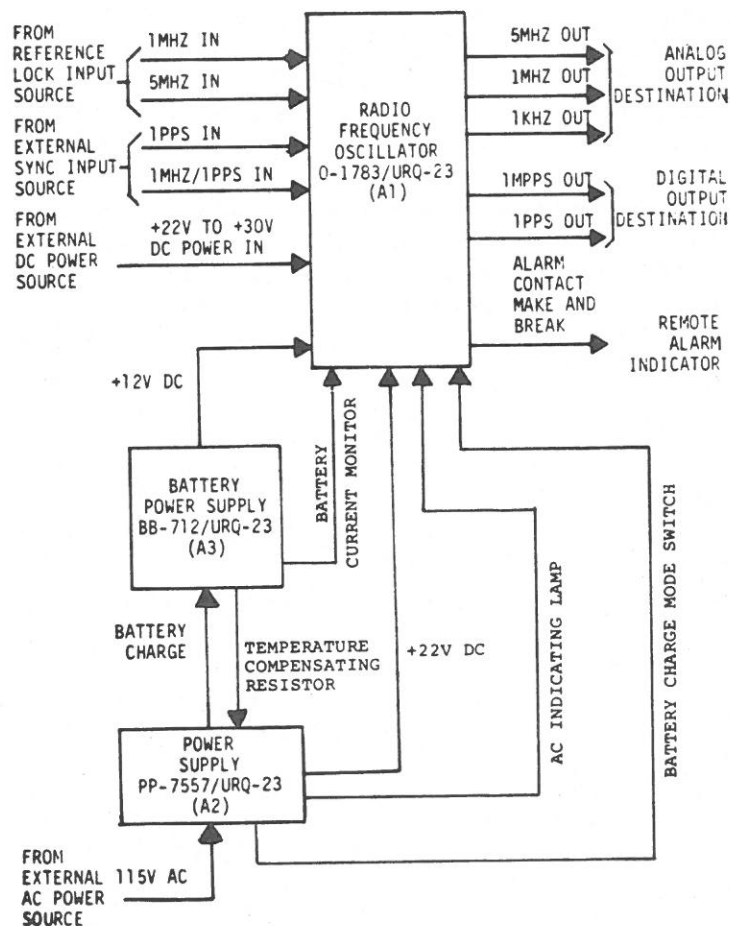 FROM
REFERENCE
LOCK INPUT
SOURCE
1MHZ IN
5MHZ IN
FROM
EXTERNAL
SYNC INPUT
SOURCE
1PPS IN
1MHZ/1PPS IN
FROM
EXTERNAL
DC POWER
SOURCE
+22V TO +30V
DC POWER IN
RADIO
FREQUENCY
OSCILLATOR
O-1783/URQ-23
(A1)
5MHZ OUT
1MHZ OUT
1KHZ OUT
ANALOG
OUTPUT
DESTINATION
1MPPS OUT
1PPS OUT
DIGITAL
OUTPUT
DESTINATION
ALARM
CONTACT
MAKE AND
BREAK
REMOTE
ALARM
INDICATOR
+12V DC
BATTERY
POWER SUPPLY
BB-712/URQ-23
(A3)
BATTERY
CURRENT MONITOR
BATTERY
CHARGE
TEMPERATURE
COMPENSATING
RESISTOR
+22V DC
AC INDICATING LAMP
BATTERY CHARGE MODE SWITCH
POWER
SUPPLY
PP-7557/URQ-23
(A2)
FROM
EXTERNAL 115V AC
AC POWER
SOURCE